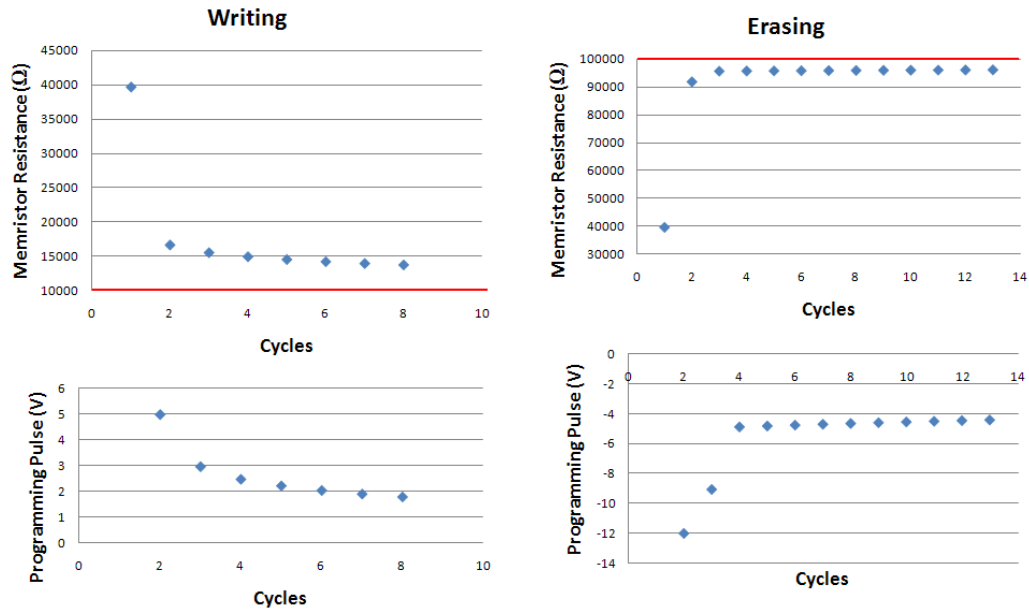 Writing
Memristor Resistance (Ω)
45000
40000
35000
30000
25000
20000
15000
10000
0 2 4 6 8 10
Cycles
Erasing
Memristor Resistance (Ω)
100000
90000
80000
70000
60000
50000
40000
30000
0 2 4 6 8 10 12 14
Cycles
Programming Pulse (V)
6
5
4
3
2
1
0
0 2 4 6 8 10
Cycles
Programming Pulse (V)
0
0 2 4 6 8 10 12 14
-2
-4
-6
-8
-10
-12
-14
Cycles